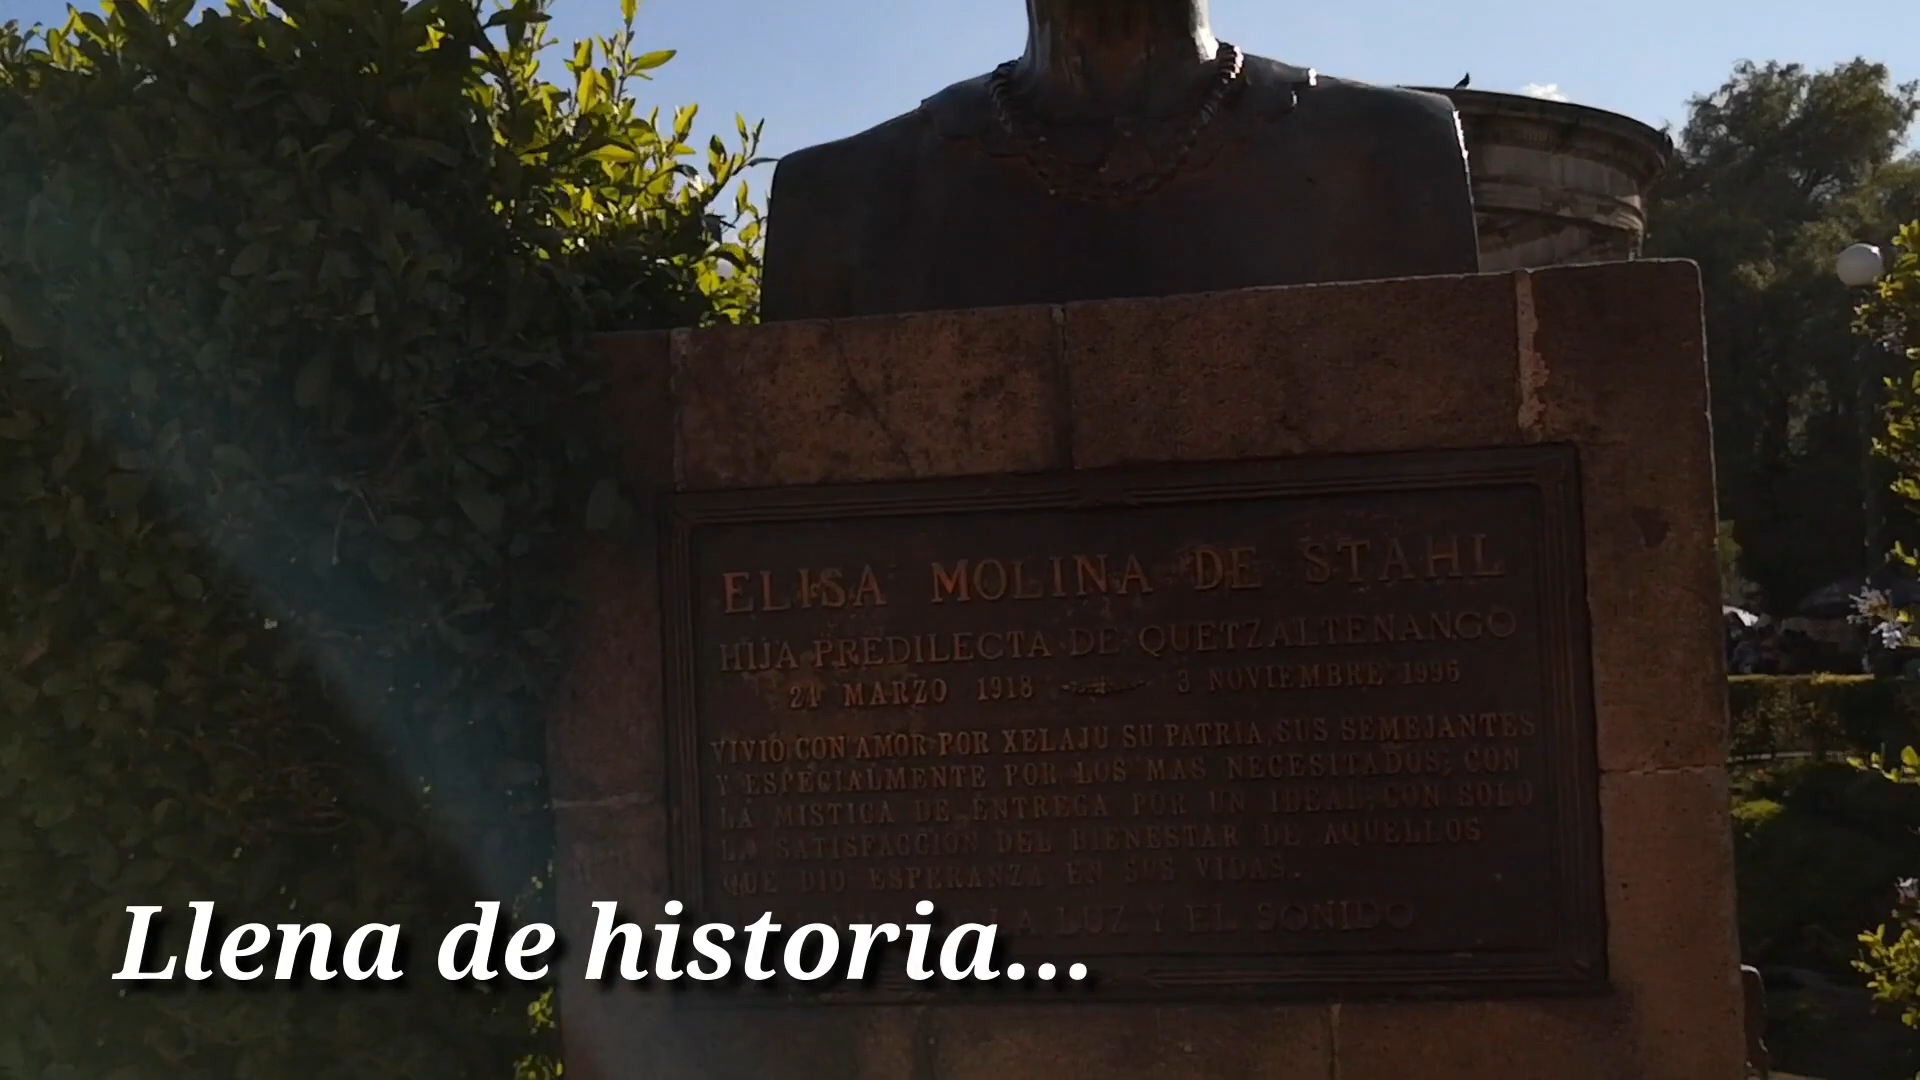 ELISA MOLINA DE STAHL
HIJA PREDILECTA DE QUETZALTENANGO
21 MARZO 1918 3 NOVIEMBRE 1996
VIVIO CON AMOR POR XELAJU SU PATRIA, SUS SEMEJANTES
Y ESPECIALMENTE POR LOS MAS NECESITADOS; CON
LA MISTICA DE ENTREGA POR UN IDEAL, CON SOLO
LA SATISFACCION DEL BIENESTAR DE AQUELLOS
QUE DIO ESPERANZA EN SUS VIDAS.
LA LUZ Y EL SONIDO
Llena de historia...